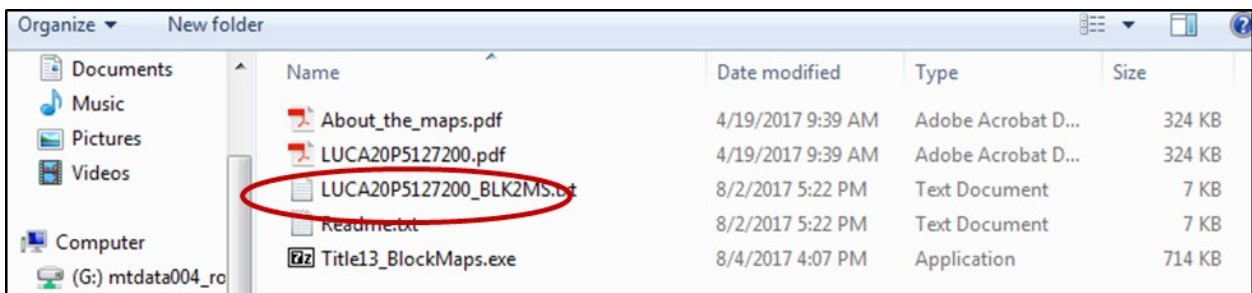 Organize New folder
Documents
Music
Pictures
Videos
Computer
(G:) mtdata004_ro
Name Date modified Type Size
About_the_maps.pdf 4/19/2017 9:39 AM Adobe Acrobat D... 324 KB
LUCA20P5127200.pdf 4/19/2017 9:39 AM Adobe Acrobat D... 324 KB
LUCA20P5127200_BLK2MS.txt 8/2/2017 5:22 PM Text Document 7 KB
Readme.txt 8/2/2017 5:22 PM Text Document 7 KB
Title13_BlockMaps.exe 8/4/2017 4:07 PM Application 714 KB